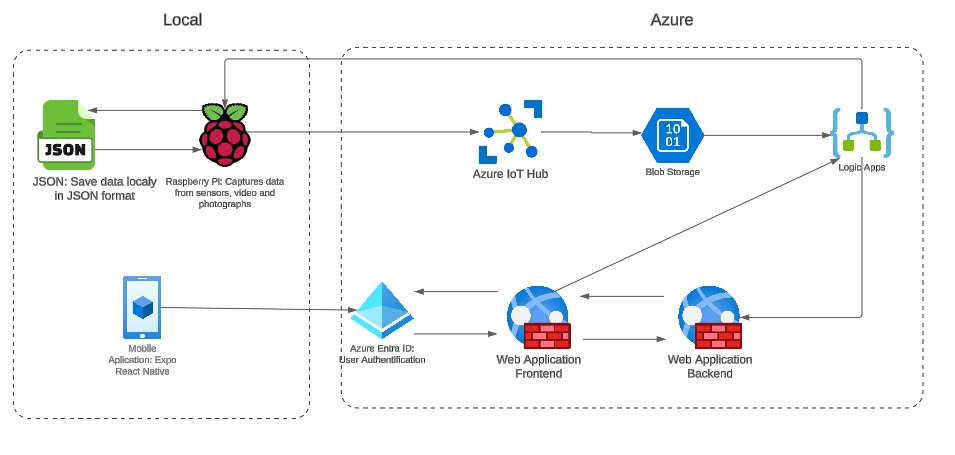 Local
Azure
JSON
JSON: Save data localy
in JSON format
Raspberry PI: Captures data
from sensors, video and
photographs
Azure IoT Hub
10
01
Blob Storage
Logic Apps
Mobile
Aplication: Expo
React Native
Azure Entra ID:
User Authentification
Web Application
Frontend
Web Application
Backend